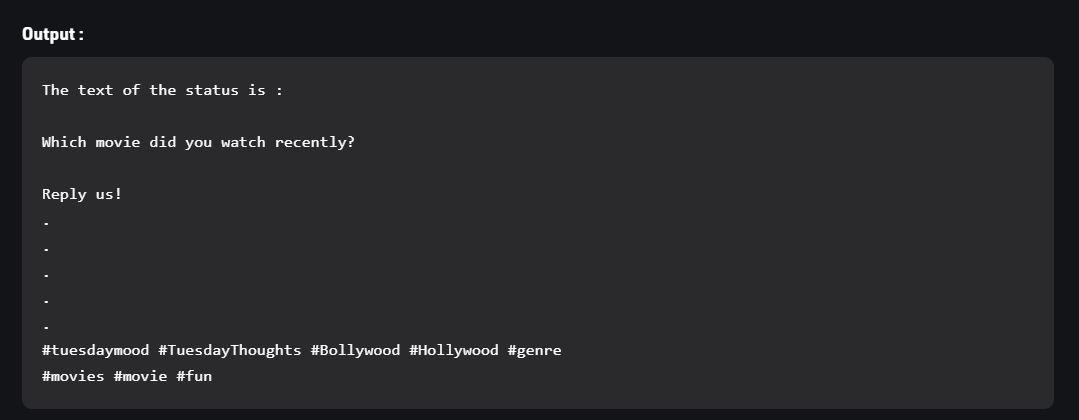 Output :
The text of the status is :
Which movie did you watch recently?
Reply us!
.
.
.
.
.
#tuesdaymood #TuesdayThoughts #Bollywood #Hollywood #genre
#movies #movie #fun